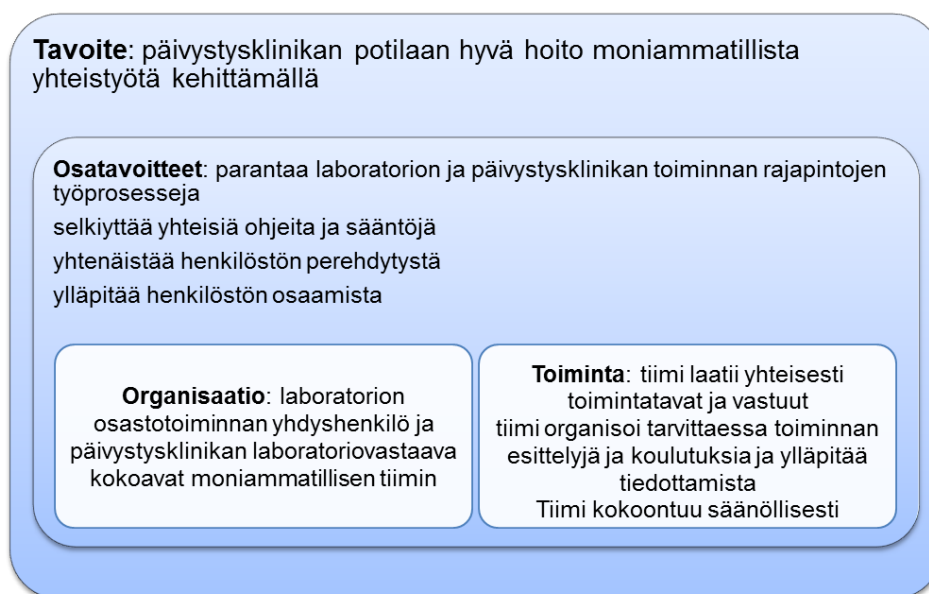 Tavoite: päivystysklinikan potilaan hyvä hoito moniammatillista
yhteistyötä kehittämällä
Osatavoitteet: parantaa laboratorion ja päivystysklinikan toiminnan rajapintojen
työprosesseja
selkiyttää yhteisiä ohjeita ja sääntöjä
yhtenäistää henkilöstön perehdytystä
ylläpitää henkilöstön osaamista
Organisaatio: laboratorion
osastotoiminnan yhdyshenkilö ja
päivystysklinikan laboratoriovastaava
kokoavat moniammatillisen tiimin
Toiminta: tiimi laatii yhteisesti
toimintatavat ja vastuut
tiimi organisoi tarvittaessa toiminnan
esittelyjä ja koulutuksia ja ylläpitää
tiedottamista
Tiimi kokoontuu säänöllisesti